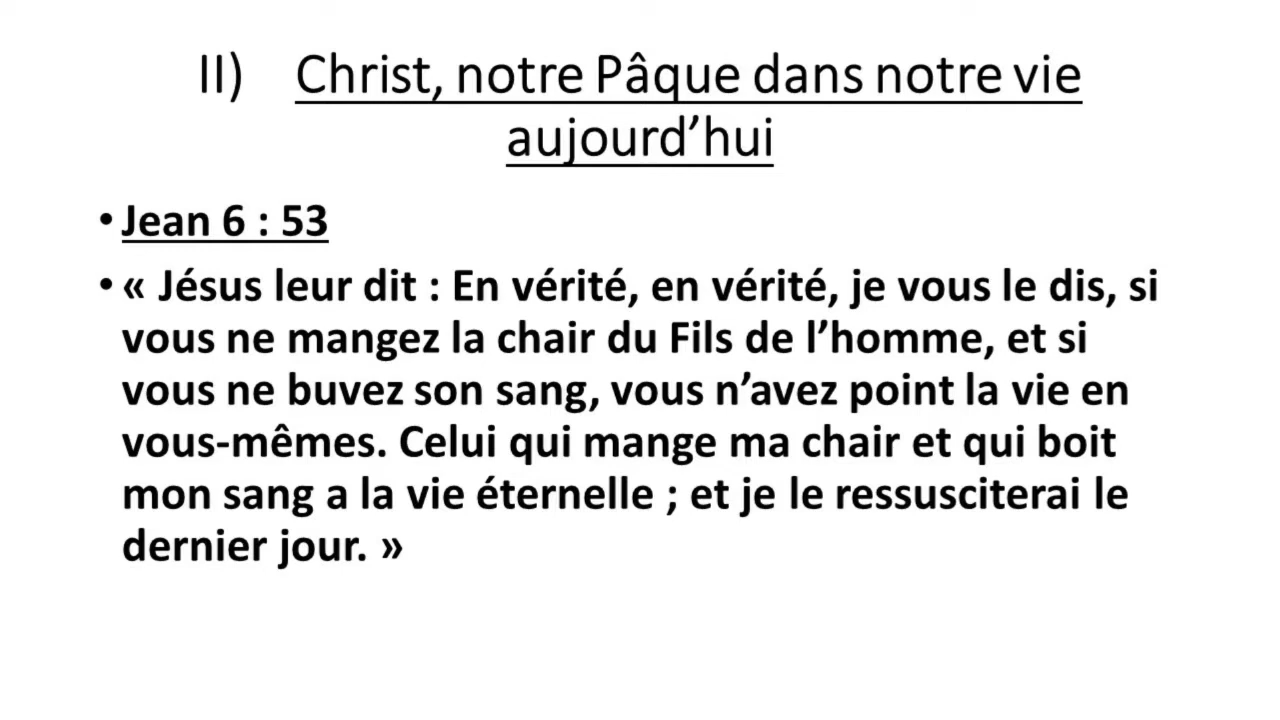 II) Christ, notre Pâque dans notre vie
aujourd’hui
• Jean 6 : 53
• « Jésus leur dit : En vérité, en vérité, je vous le dis, si
vous ne mangez la chair du Fils de l’homme, et si
vous ne buvez son sang, vous n’avez point la vie en
vous-mêmes. Celui qui mange ma chair et qui boit
mon sang a la vie éternelle ; et je le ressusciterai le
dernier jour. »